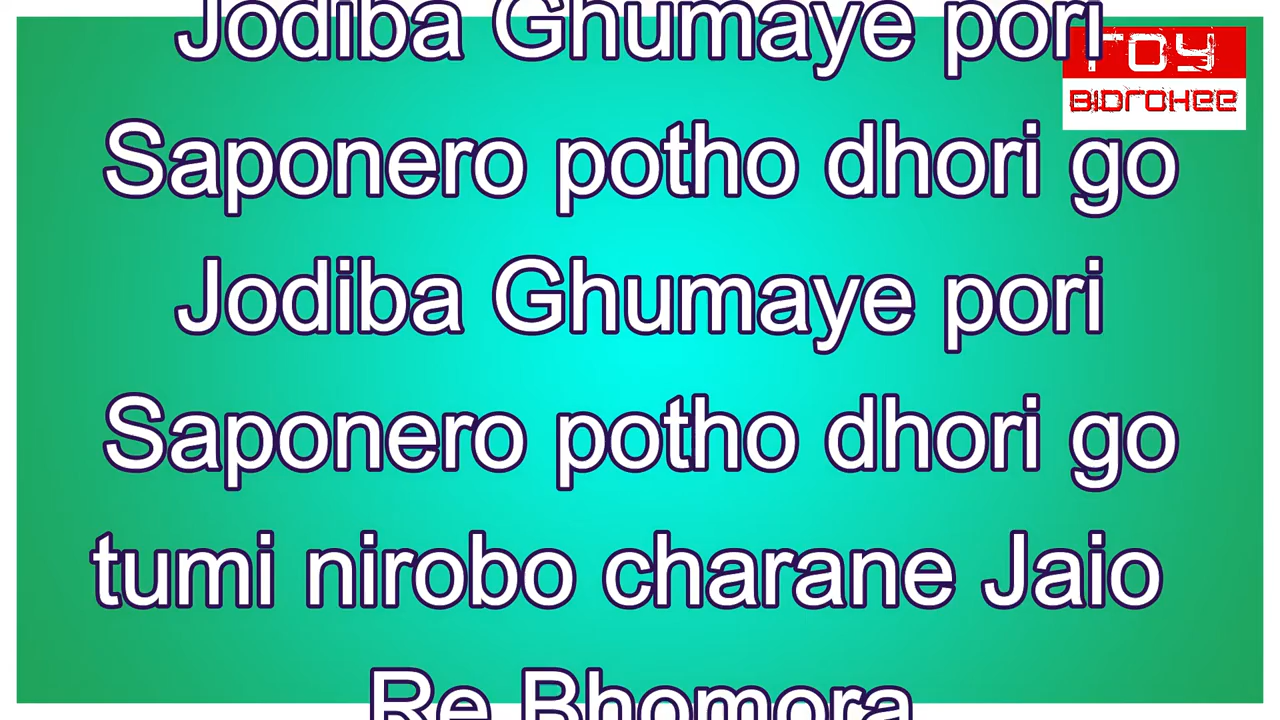 Jodiba Ghumaye pori
roy
BIDROHEE
Saponero potho dhori go
Jodiba Ghumaye pori
Saponero potho dhori go
tumi nirobo charane Jaio
Re Bhomora